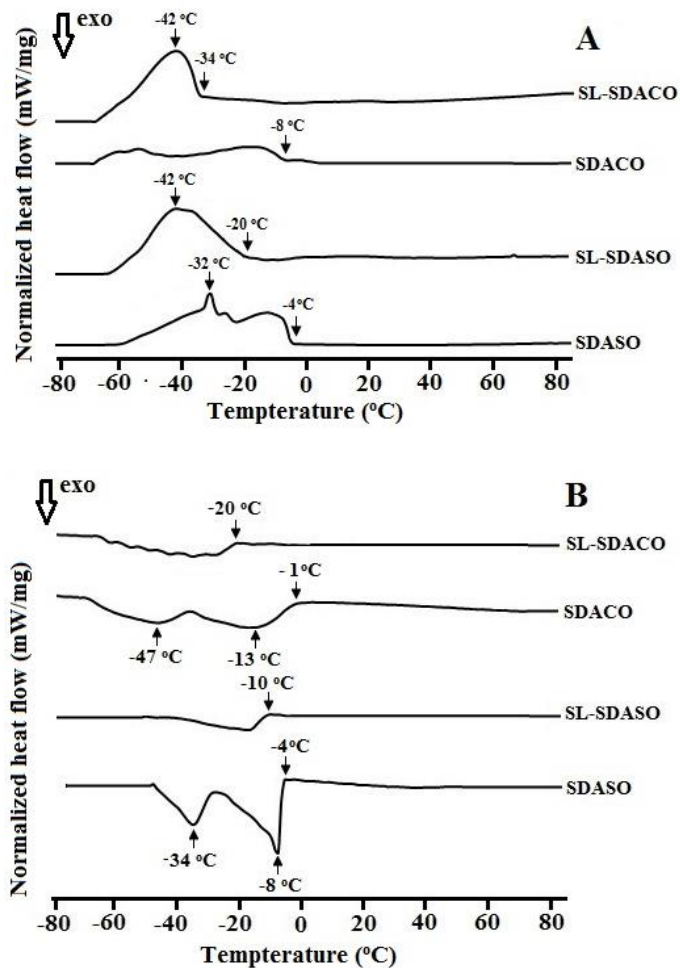 exo
A
-42 °C
-34 °C
SL-SDACO
-8 °C
SDACO
-42 °C
-20 °C
SL-SDASO
-32 °C
-4°C
SDASO
Normalized heat flow (mW/mg)
-80 -60 -40 -20 0 20 40 60 80
Tempterature (°C)
exo
B
-20 °C
SL-SDACO
- 1°C
SDACO
-47 °C
-13 °C
-10 °C
SL-SDASO
-4°C
SDASO
-34 °C
-8 °C
Normalized heat flow (mW/mg)
-80 -60 -40 -20 0 20 40 60 80
Tempterature (°C)